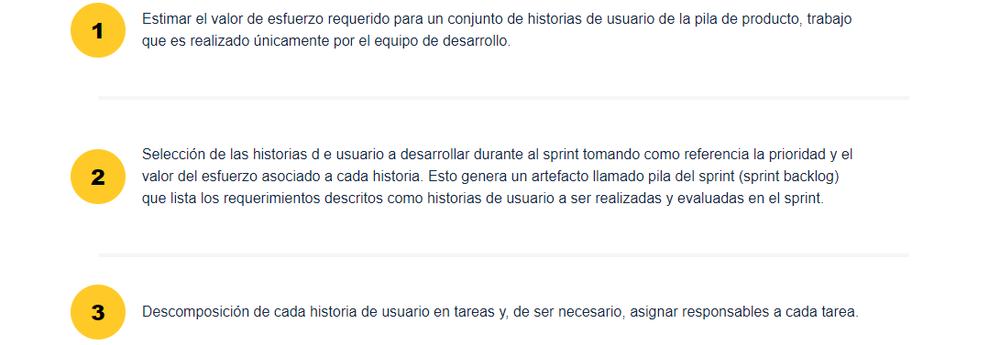 1
Estimar el valor de esfuerzo requerido para un conjunto de historias de usuario de la pila de producto, trabajo
que es realizado únicamente por el equipo de desarrollo.
2
Selección de las historias d e usuario a desarrollar durante al sprint tomando como referencia la prioridad y el
valor del esfuerzo asociado a cada historia. Esto genera un artefacto llamado pila del sprint (sprint backlog)
que lista los requerimientos descritos como historias de usuario a ser realizadas y evaluadas en el sprint.
3
Descomposición de cada historia de usuario en tareas y, de ser necesario, asignar responsables a cada tarea.